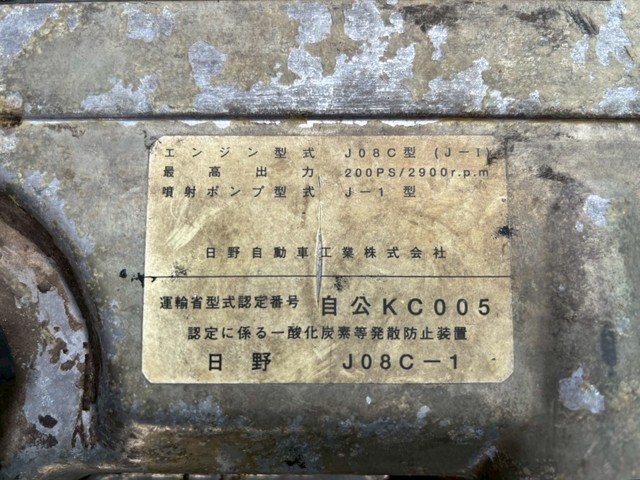 エンジン型式 J08C型 (J-I)
最高出力 200PS/2900r.p.m
噴射ポンプ型式 J-1型
日野自動車工業株式会社
運輸省型式認定番号 自公KC005
認定に係る一酸化炭素等発散防止装置
日野 J08C-1